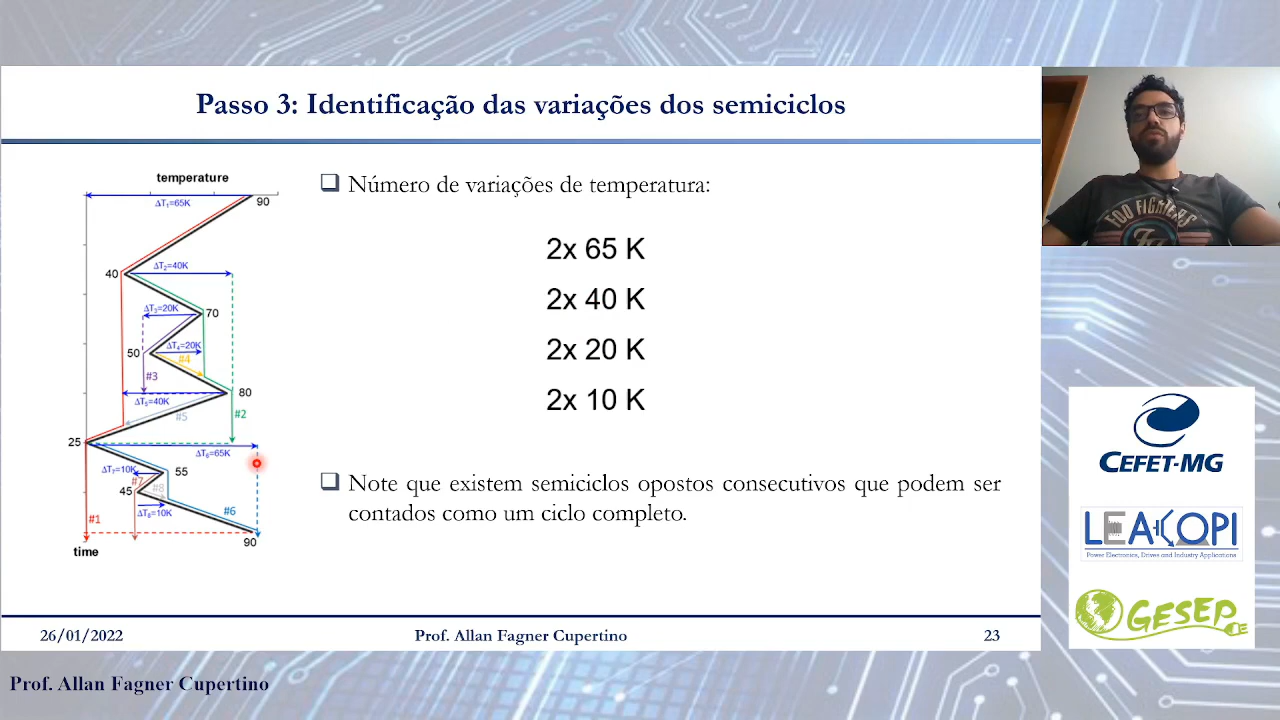 Passo 3: Identificação das variações dos semiciclos
temperature
ΔT1=65K
90
40
ΔT2=40K
ΔT3=20K
70
ΔT4=20K
50
#4
#3
80
ΔT5=40K
#5
#2
25
ΔT6=65K
ΔT7=10K
55
#7
#8
45
ΔT8=10K
#6
#1
90
time
❑ Número de variações de temperatura:
2x 65 K
2x 40 K
2x 20 K
2x 10 K
❑ Note que existem semiciclos opostos consecutivos que podem ser
contados como um ciclo completo.
26/01/2022
Prof. Allan Fagner Cupertino
23
FOO FIGHTERS
CEFET-MG
LEACOPI
Power Electronics, Drives and Industry Applications
GESEP
Prof. Allan Fagner Cupertino